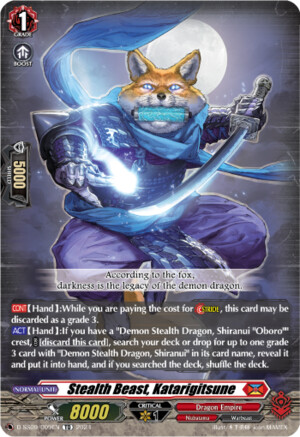 1
GRADE
BOOST
5000
SHIELD
According to the fox,
darkness is the legacy of the demon dragon
CONT【Hand】:While you are paying the cost for STRIDE, this card may be
discarded as a grade 3.
ACT【Hand】:If you have a "Demon Stealth Dragon, Shiranui "Oboro""
crest, [discard this card], search your deck or drop for up to one grade
3 card with "Demon Stealth Dragon, Shiranui" in its card name, reveal it
and put it into hand, and if you searched the deck, shuffle the deck.
NORMAL UNIT
Stealth Beast, Katarigitsune
POWER
8000
CRITICAL
1
Dragon Empire
Nubatama
Warbeast